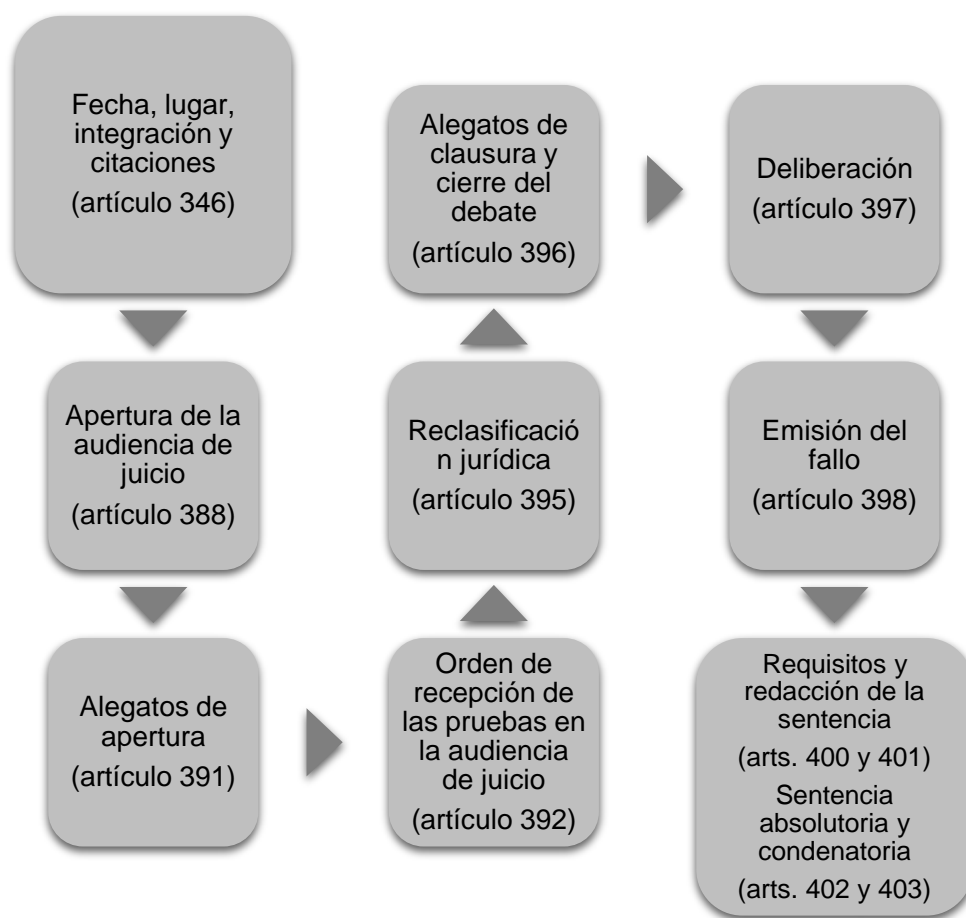 Fecha, lugar,
integración y
citaciones
(artículo 346)
Apertura de la
audiencia de
juicio
(artículo 388)
Alegatos de
apertura
(artículo 391)
Orden de
recepción de
las pruebas en
la audiencia
de juicio
(artículo 392)
Reclasificació
n jurídica
(artículo 395)
Alegatos de
clausura y
cierre del
debate
(artículo 396)
Deliberación
(artículo 397)
Emisión del
fallo
(artículo 398)
Requisitos y
redacción de la
sentencia
(arts. 400 y 401)
Sentencia
absolutoria y
condenatoria
(arts. 402 y 403)